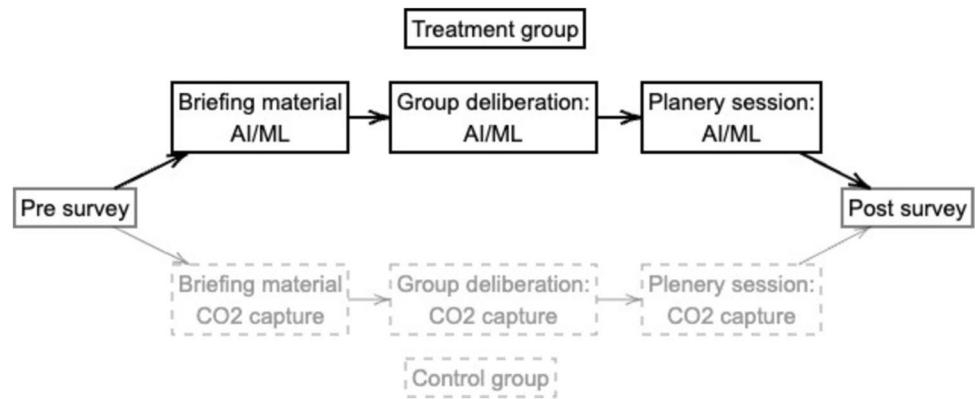 Treatment group
Briefing material
AI/ML
Group deliberation:
AI/ML
Planery session:
AI/ML
Pre survey
Post survey
Briefing material
CO2 capture
Group deliberation:
CO2 capture
Plenery session:
CO2 capture
Control group